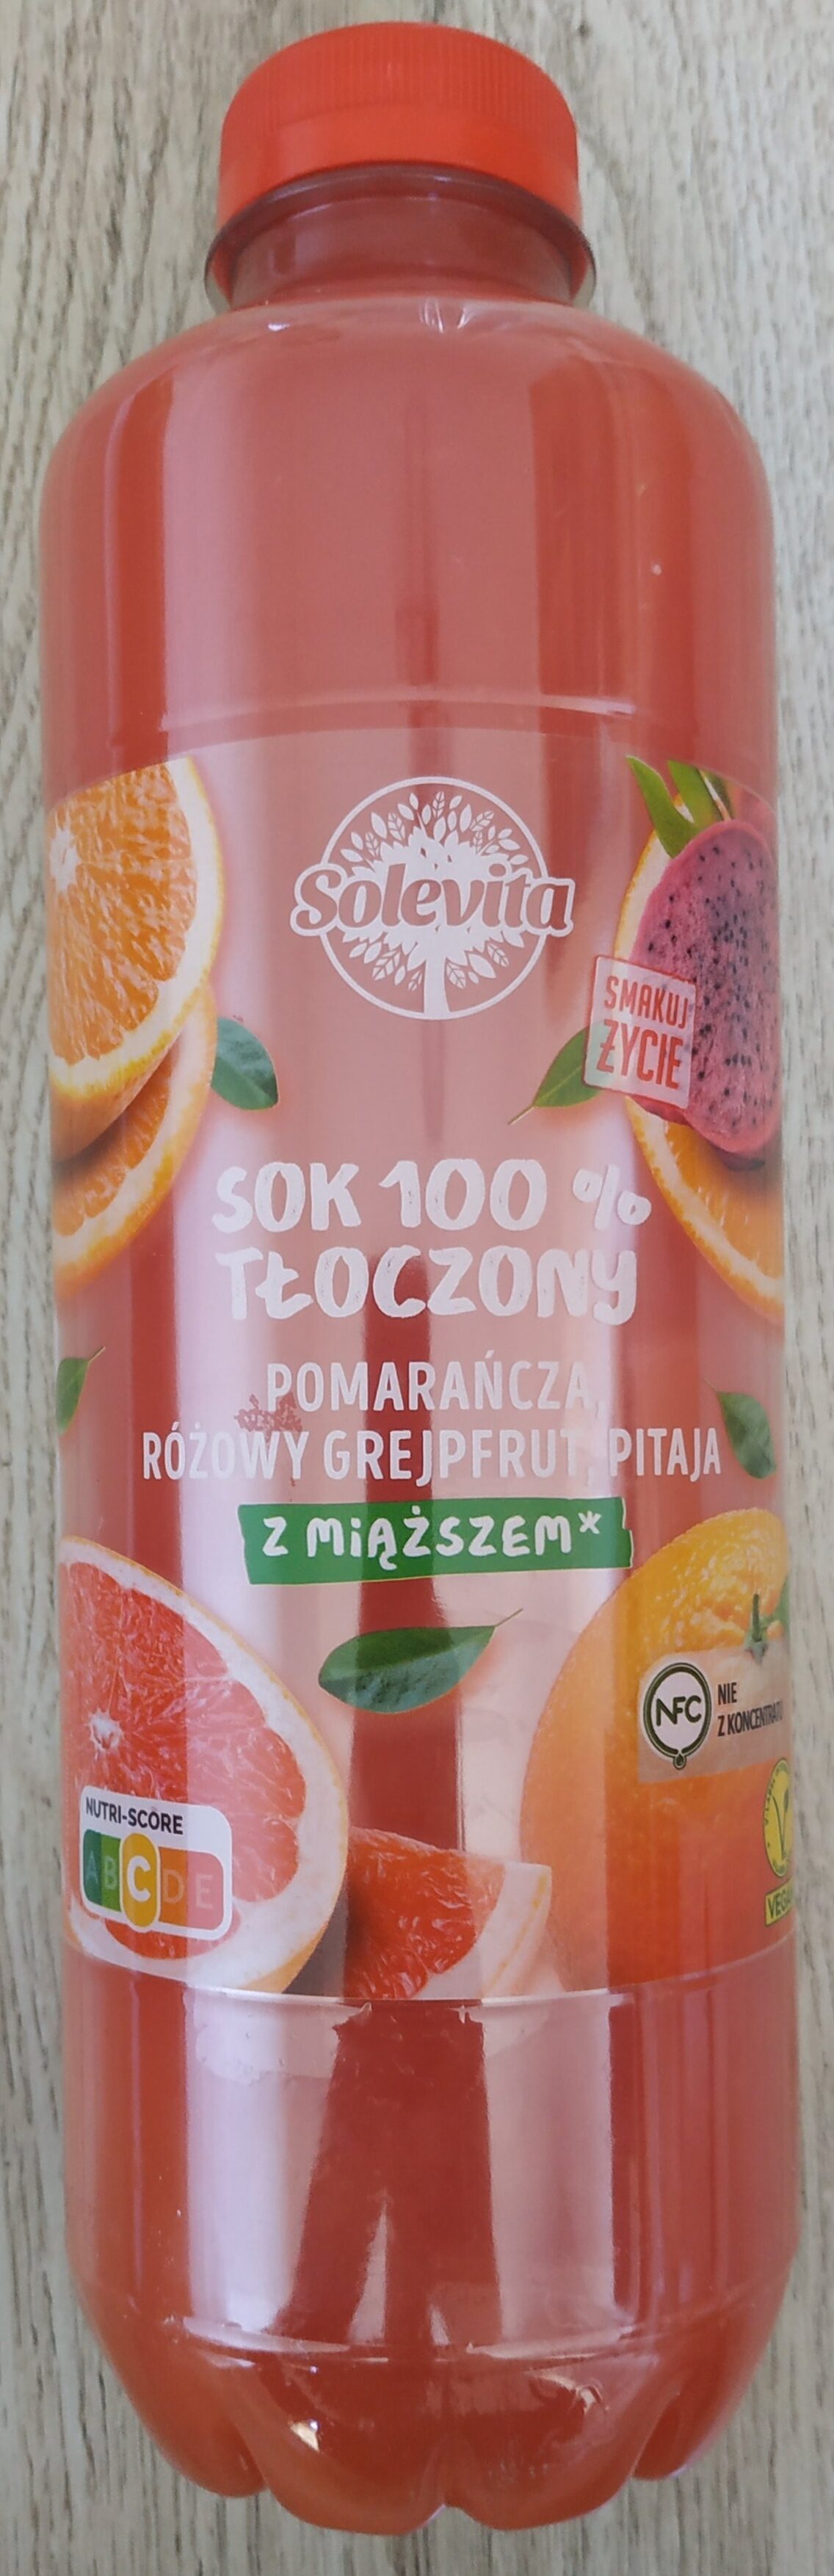 Solevita
SMAKUJ
ŻYCIE
SOK 100 %
TŁOCZONY
POMARAŃCZA,
RÓŻOWY GREJPFRUT, PITAJA
Z MIĄŻSZEM*
NFC
NIE
Z KONCENTRATU
NUTRI-SCORE
A B C D E
V